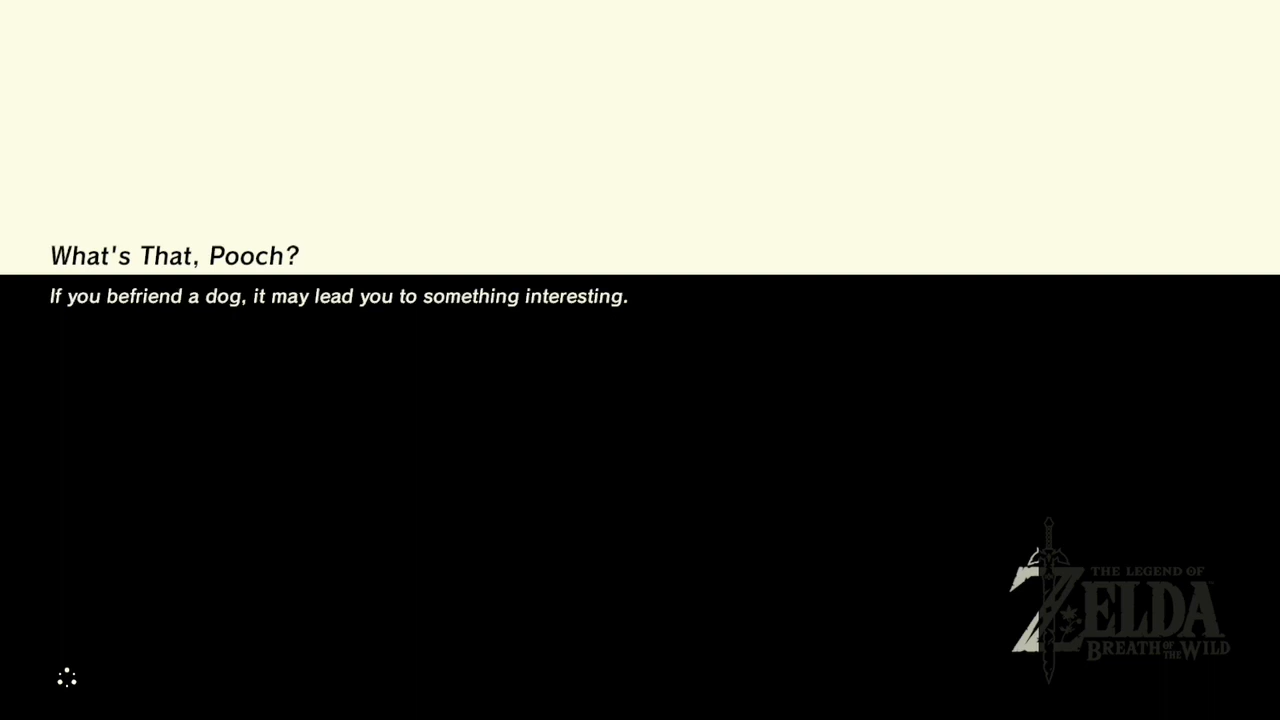 What's That, Pooch?
If you befriend a dog, it may lead you to something interesting.
THE LEGEND OF
ZELDA
BREATH OF THE WILD